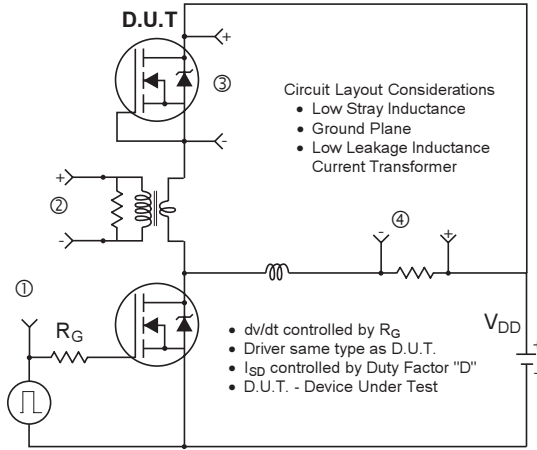 D.U.T
+
③
-
Circuit Layout Considerations
• Low Stray Inductance
• Ground Plane
• Low Leakage Inductance
Current Transformer
+
②
-
④
-
+
①
RG
VDD
+
-
• dv/dt controlled by RG
• Driver same type as D.U.T.
• ISD controlled by Duty Factor "D"
• D.U.T. - Device Under Test